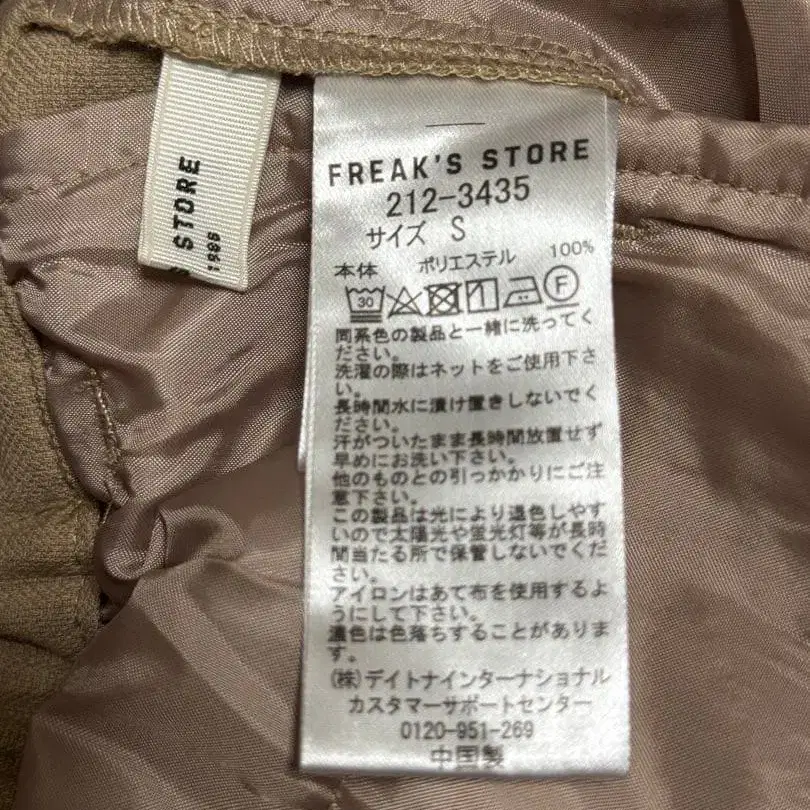 S STORE
1986
FREAK'S STORE
212-3435
サイズ S
本体 ポリエステル 100%
30 F
同系色の製品と一緒に洗ってく
ださい。
洗濯の際はネットをご使用下さ
い。
長時間水に漬け置きしないでく
ださい。
汗がついたまま長時間放置せず
早めにお洗い下さい。
他のものとの引っかかりにご注
意下さい。
この製品は光により退色しやす
いので太陽光や蛍光灯等が長時
間当たる所で保管しないでくだ
さい。
アイロンはあて布を使用するよ
うにして下さい。
濃色は色落ちすることがありま
す。
(株)デイトナインターナショナル
カスタマーサポートセンター
0120-951-269
中国製